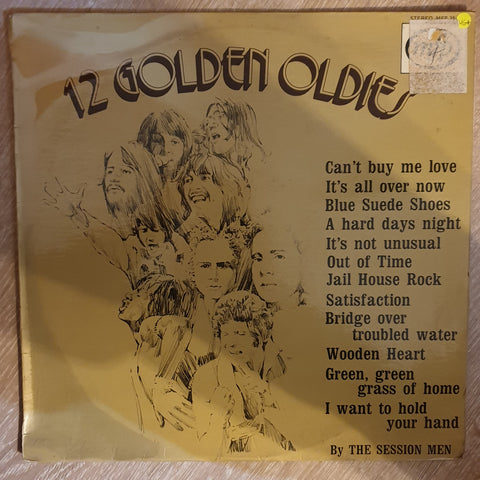 STEREO MFP
12 GOLDEN OLDIES
Can't buy me love
It's all over now
Blue Suede Shoes
A hard days night
It's not unusual
Out of Time
Jail House Rock
Satisfaction
Bridge over
troubled water
Wooden Heart
Green, green
grass of home
I want to hold
your hand
By THE SESSION MEN